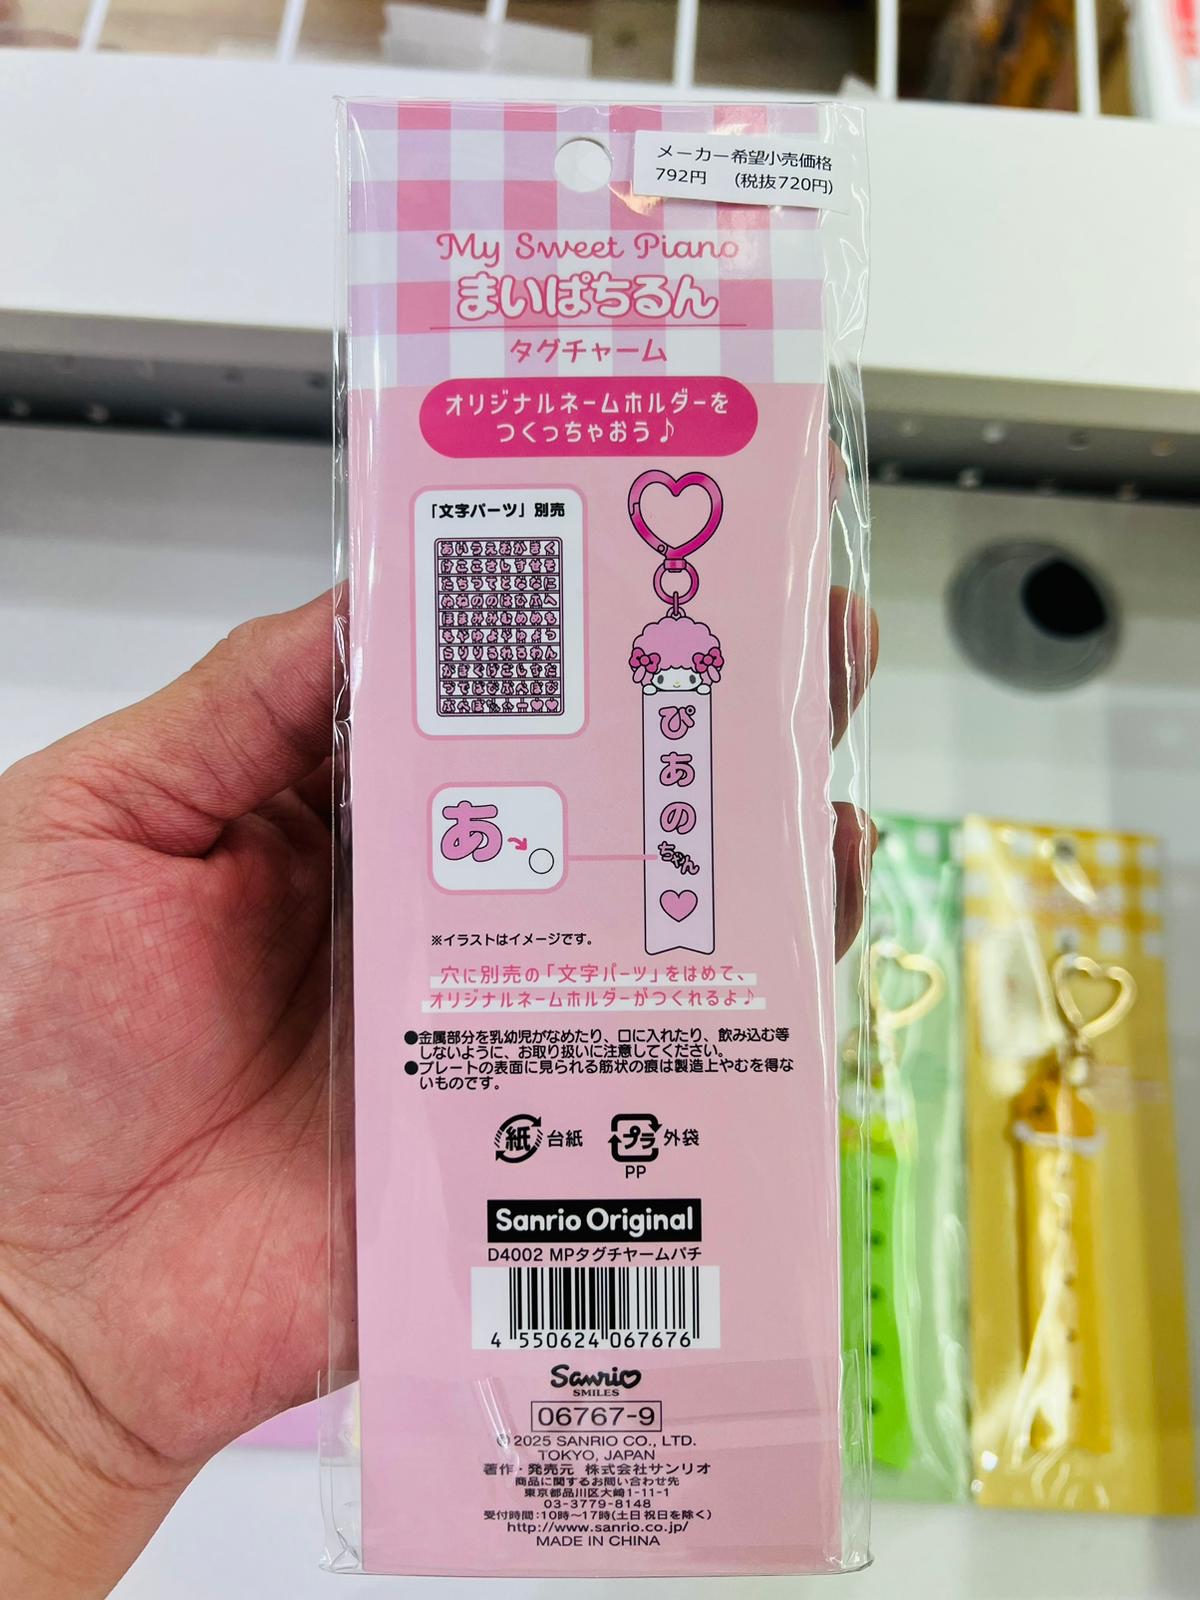 メーカー希望小売価格
792円 (税抜720円)
My Sweet Piano
まいぱちるん
タグチャーム
オリジナルネームホルダーを
つくっちゃおう♪
「文字パーツ」別売
あいうえおかきく
ぴ
あ
の
ちゃん
あ
※イラストはイメージです。
穴に別売の「文字パーツ」をはめて、
オリジナルネームホルダーがつくれるよ♪
●金属部分を乳幼児がなめたり、口に入れたり、飲み込む等
しないように、お取り扱いに注意してください。
●プレートの表面に見られる筋状の痕は製造上やむを得な
いものです。
紙 台紙 プラ 外袋
PP
Sanrio Original
D4002 MPタグチヤームパチ
4 550624 067676
Sanrio
SMILES
06767-9
© 2025 SANRIO CO., LTD.
TOKYO, JAPAN
著作・発売元 株式会社サンリオ
商品に関するお問い合わせ先
東京都品川区大崎1-11-1
03-3779-8148
受付時間:10時~17時(土日祝日を除く)
http://www.sanrio.co.jp/
MADE IN CHINA